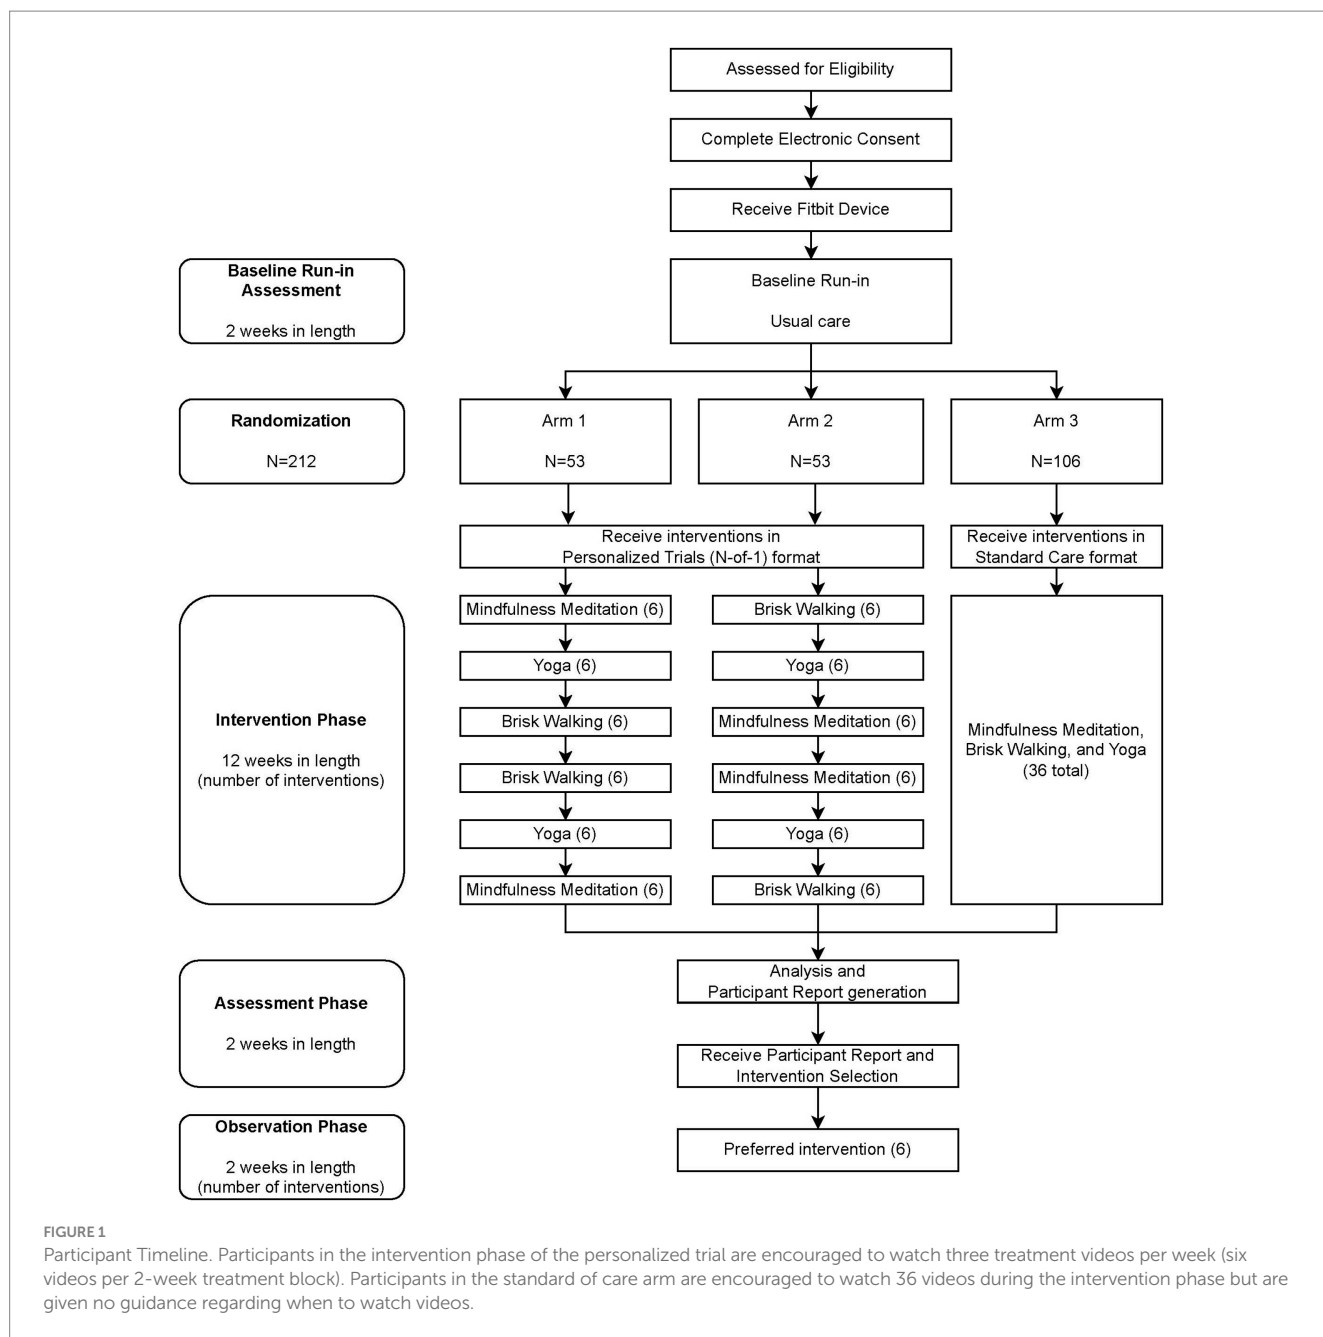 Assessed for Eligibility
Complete Electronic Consent
Receive Fitbit Device
Baseline Run-in
Assessment
2 weeks in length
Baseline Run-in
Usual care
Randomization
N=212
Arm 1
N=53
Arm 2
N=53
Arm 3
N=106
Receive interventions in
Personalized Trials (N-of-1) format
Receive interventions in
Standard Care format
Intervention Phase
12 weeks in length
(number of interventions)
Mindfulness Meditation (6)
Yoga (6)
Brisk Walking (6)
Brisk Walking (6)
Yoga (6)
Mindfulness Meditation (6)
Brisk Walking (6)
Yoga (6)
Mindfulness Meditation (6)
Mindfulness Meditation (6)
Yoga (6)
Brisk Walking (6)
Mindfulness Meditation,
Brisk Walking, and Yoga
(36 total)
Assessment Phase
2 weeks in length
Analysis and
Participant Report generation
Receive Participant Report and
Intervention Selection
Observation Phase
2 weeks in length
(number of interventions)
Preferred intervention (6)
FIGURE 1
Participant Timeline. Participants in the intervention phase of the personalized trial are encouraged to watch three treatment videos per week (six
videos per 2-week treatment block). Participants in the standard of care arm are encouraged to watch 36 videos during the intervention phase but are
given no guidance regarding when to watch videos.